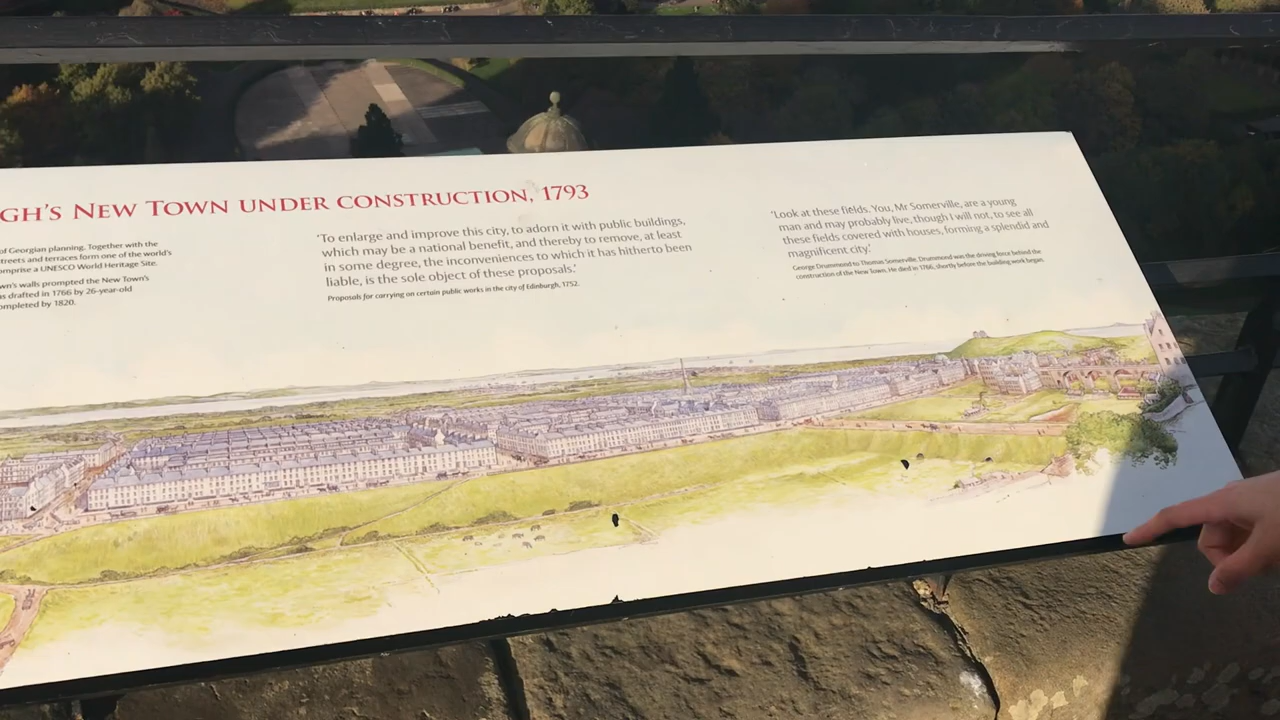 GH'S NEW TOWN UNDER CONSTRUCTION, 1793
of Georgian planning. Together with the
treets and terraces form one of the world's
omprise a UNESCO World Heritage Site.
wn's walls prompted the New Town's
as drafted in 1766 by 26-year-old
ompleted by 1820.
'To enlarge and improve this city, to adorn it with public buildings,
which may be a national benefit, and thereby to remove, at least
in some degree, the inconveniences to which it has hitherto been
liable, is the sole object of these proposals.'
Proposals for carrying on certain public works in the city of Edinburgh, 1752.
'Look at these fields. You, Mr Somerville, are a young
man and may probably live, though I will not, to see all
these fields covered with houses, forming a splendid and
magnificent city.'
George Drummond to Thomas Somerville. Drummond was the driving force behind the
construction of the New Town. He died in 1766, shortly before the building work began.